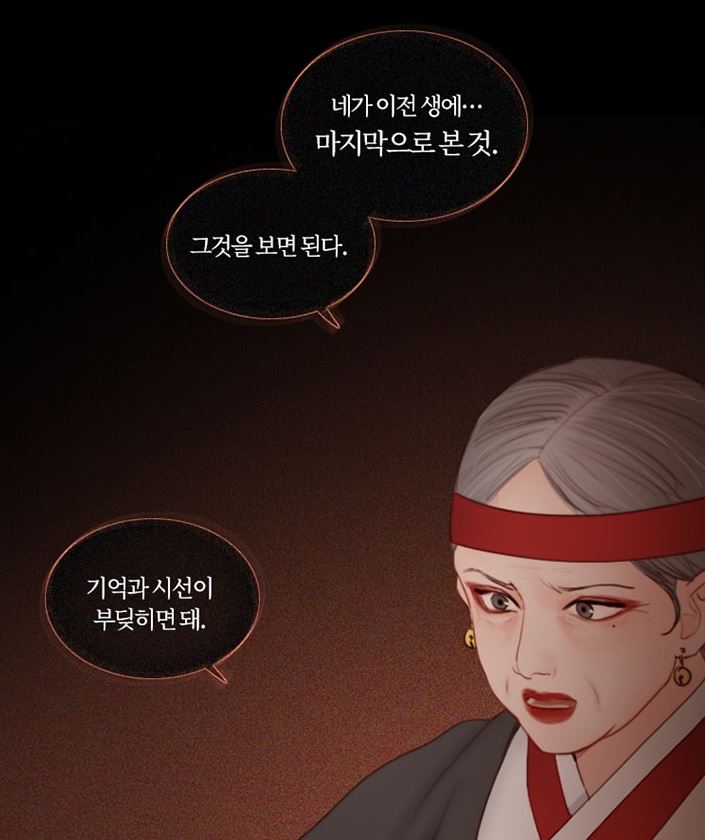 네가 이전 생에…
마지막으로 본 것.
그것을 보면 된다.
기억과 시선이
부딪히면 돼.